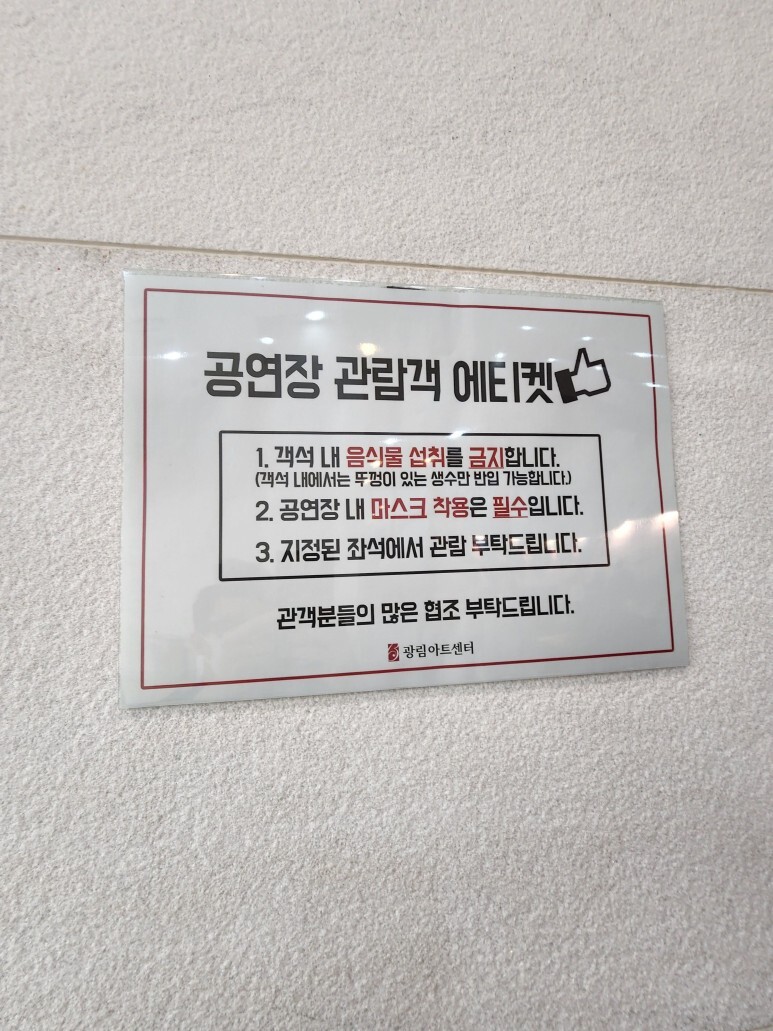 공연장 관람객 에티켓
1. 객석 내 음식물 섭취를 금지합니다.
(객석 내에서는 뚜껑이 있는 생수만 반입 가능합니다.)
2. 공연장 내 마스크 착용은 필수입니다.
3. 지정된 좌석에서 관람 부탁드립니다.
관객분들의 많은 협조 부탁드립니다.
광림아트센터